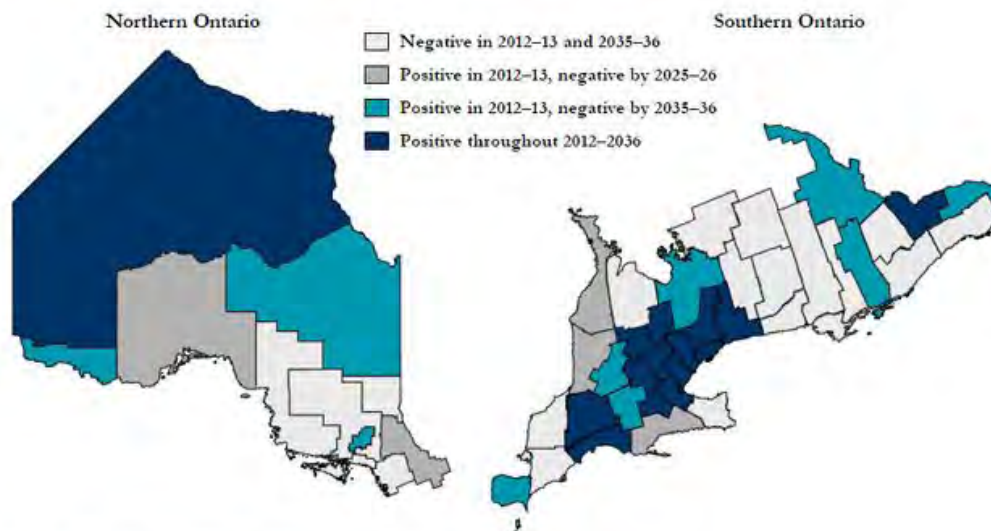 Northern Ontario
Southern Ontario
Negative in 2012–13 and 2035–36
Positive in 2012–13, negative by 2025–26
Positive in 2012–13, negative by 2035–36
Positive throughout 2012–2036